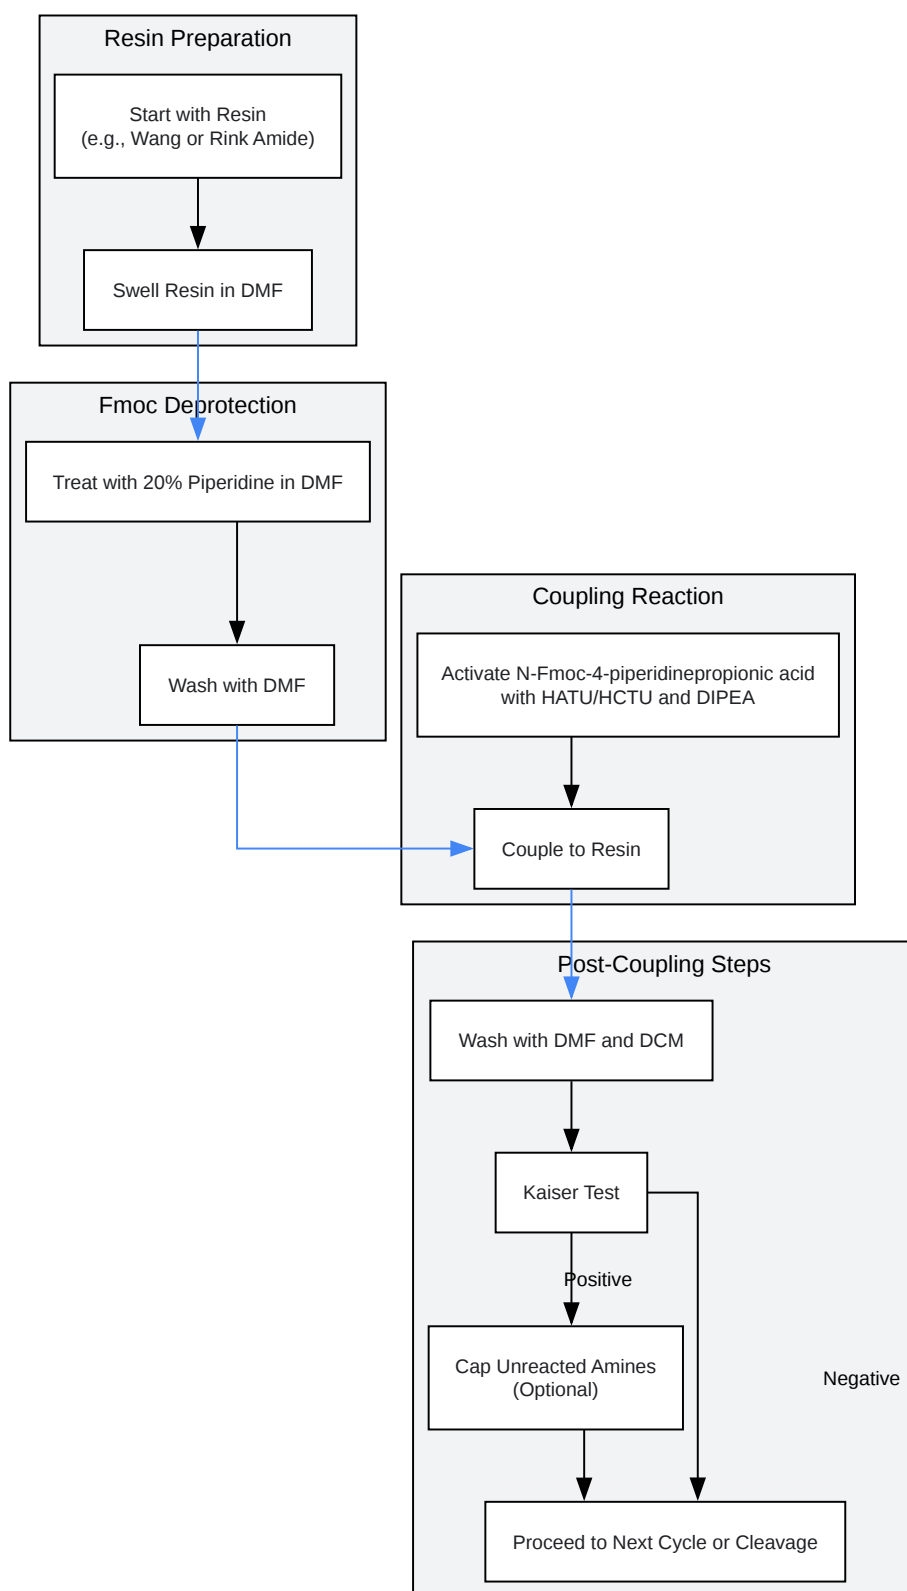 Resin Preparation
Start with Resin
(e.g., Wang or Rink Amide)
Swell Resin in DMF
Fmoc Deprotection
Treat with 20% Piperidine in DMF
Wash with DMF
Coupling Reaction
Activate N-Fmoc-4-piperidinepropionic acid
with HATU/HCTU and DIPEA
Couple to Resin
Post-Coupling Steps
Wash with DMF and DCM
Kaiser Test
Positive
Cap Unreacted Amines
(Optional)
Negative
Proceed to Next Cycle or Cleavage